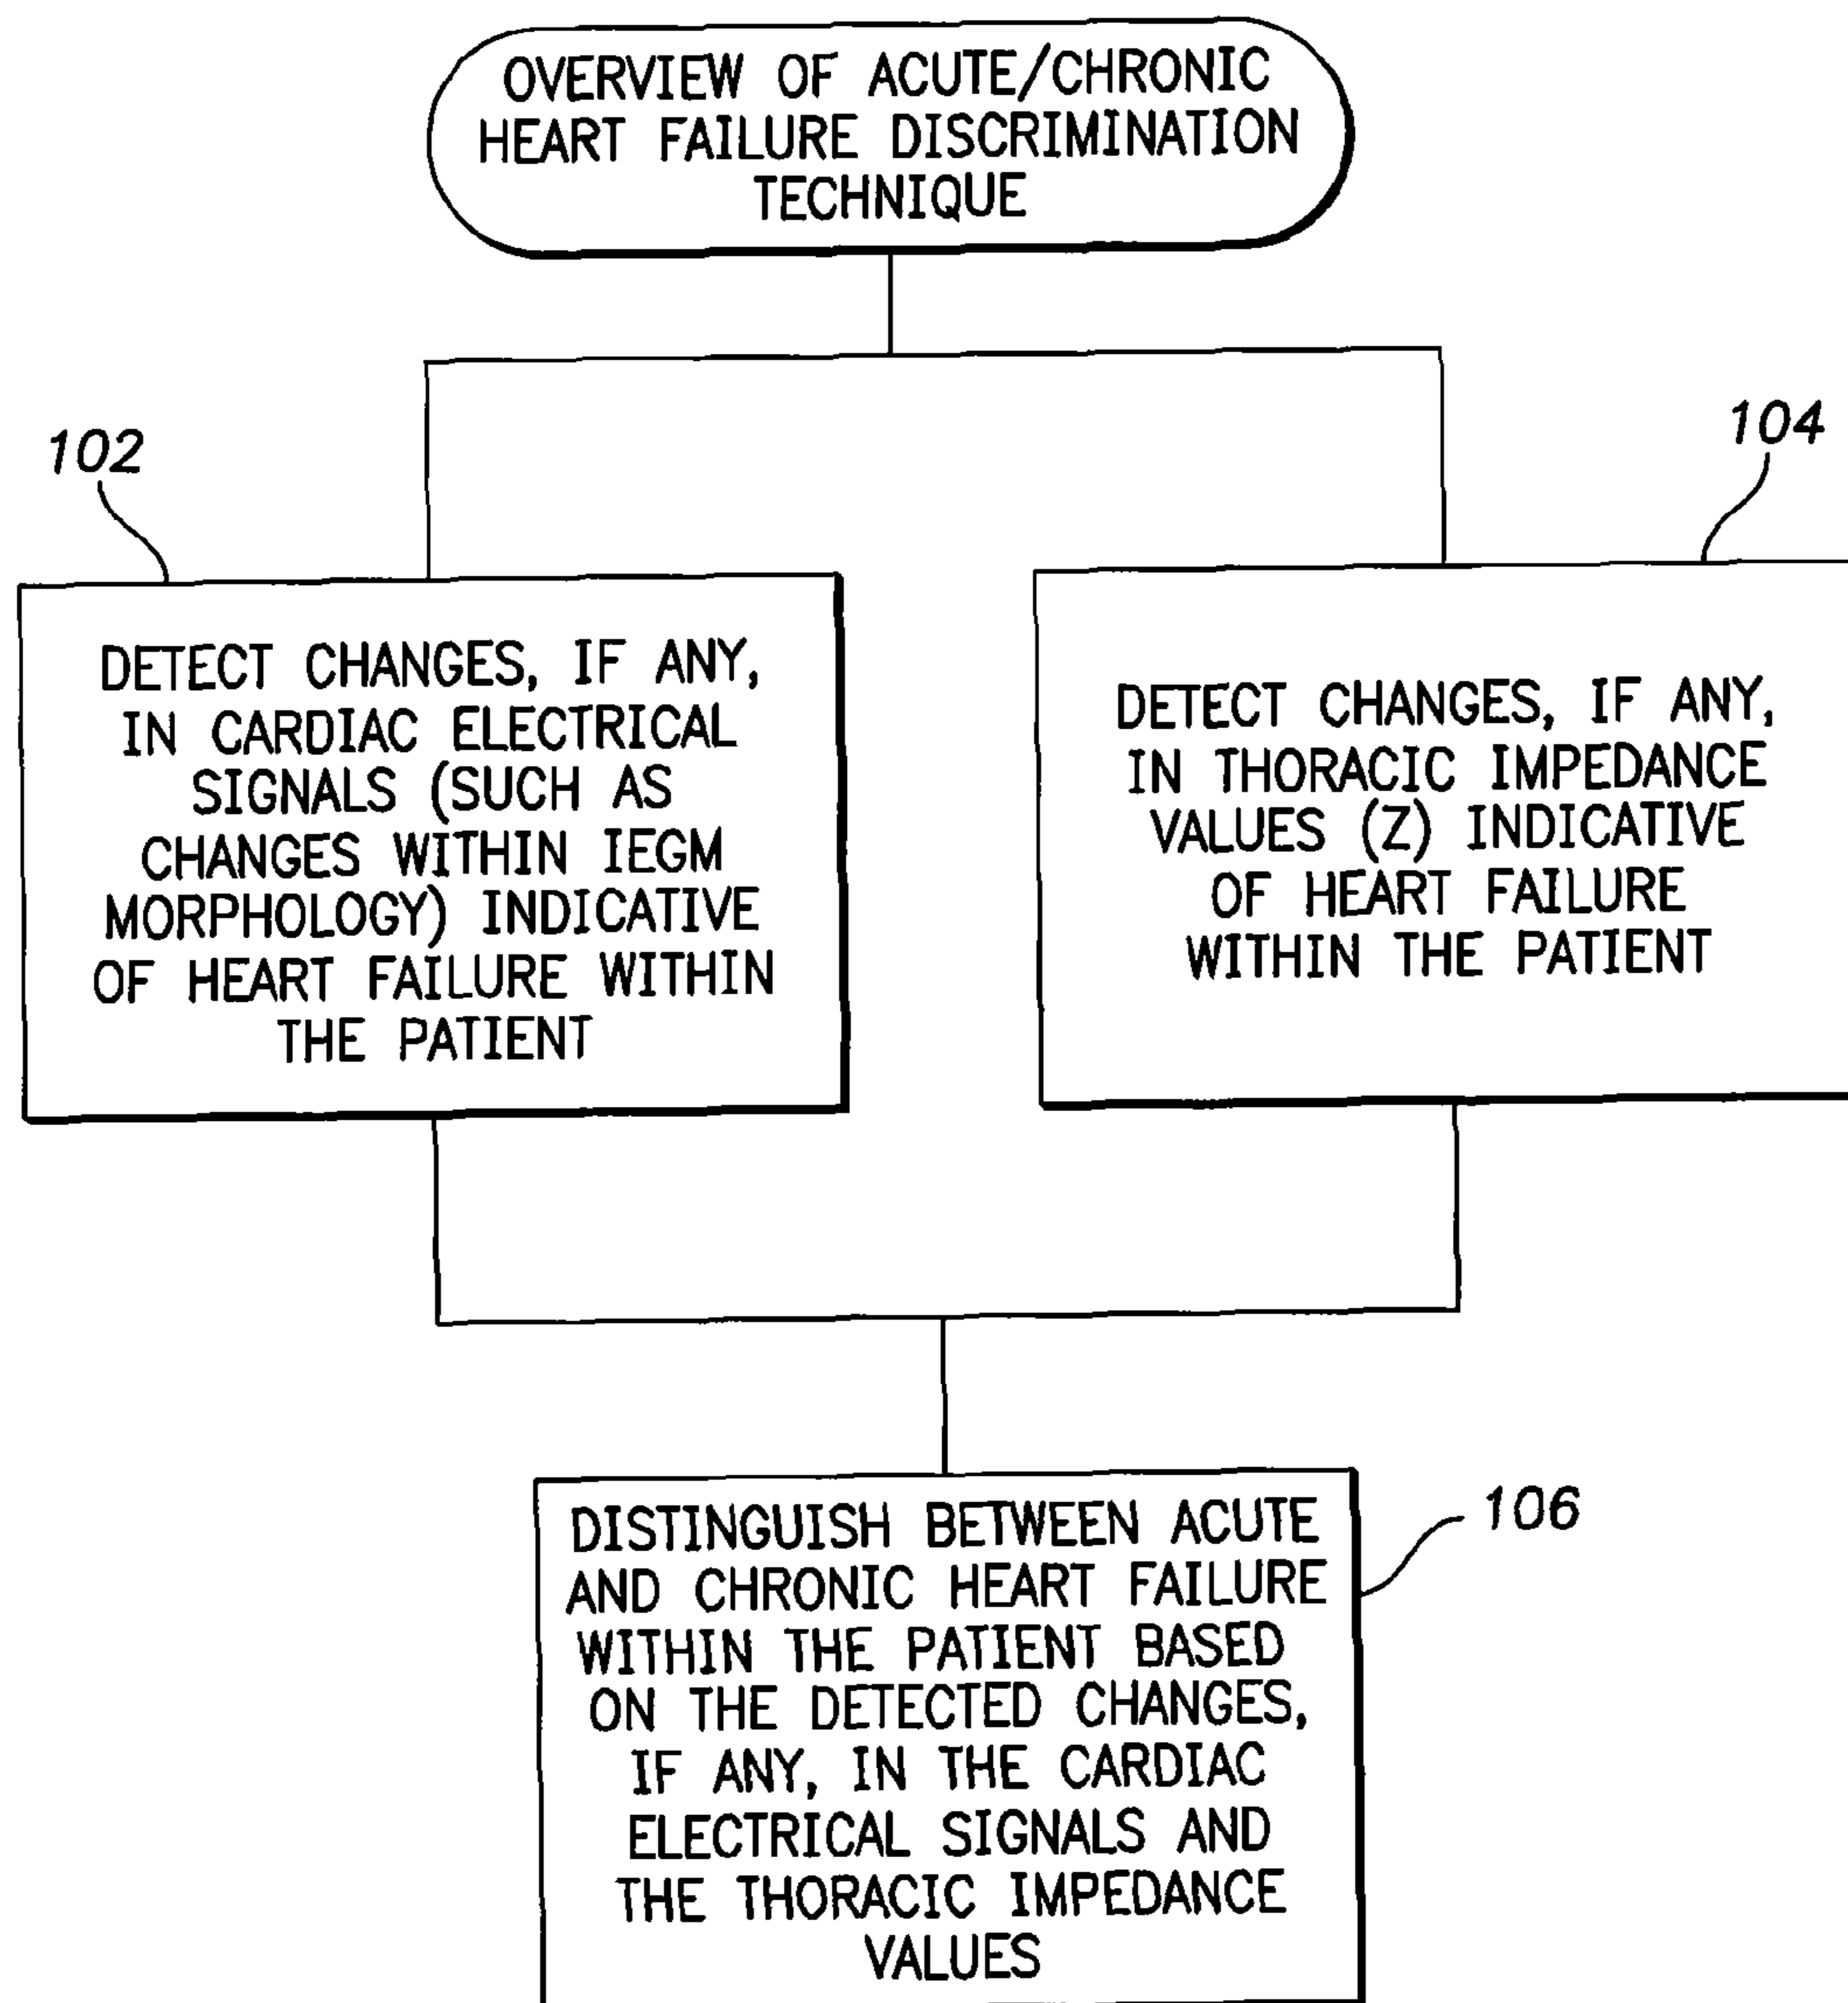 OVERVIEW OF ACUTE/CHRONIC
HEART FAILURE DISCRIMINATION
TECHNIQUE
102
DETECT CHANGES, IF ANY,
IN CARDIAC ELECTRICAL
SIGNALS (SUCH AS
CHANGES WITHIN IEGM
MORPHOLOGY) INDICATIVE
OF HEART FAILURE WITHIN
THE PATIENT
104
DETECT CHANGES, IF ANY,
IN THORACIC IMPEDANCE
VALUES (Z) INDICATIVE
OF HEART FAILURE
WITHIN THE PATIENT
106
DISTINGUISH BETWEEN ACUTE
AND CHRONIC HEART FAILURE
WITHIN THE PATIENT BASED
ON THE DETECTED CHANGES,
IF ANY, IN THE CARDIAC
ELECTRICAL SIGNALS AND
THE THORACIC IMPEDANCE
VALUES